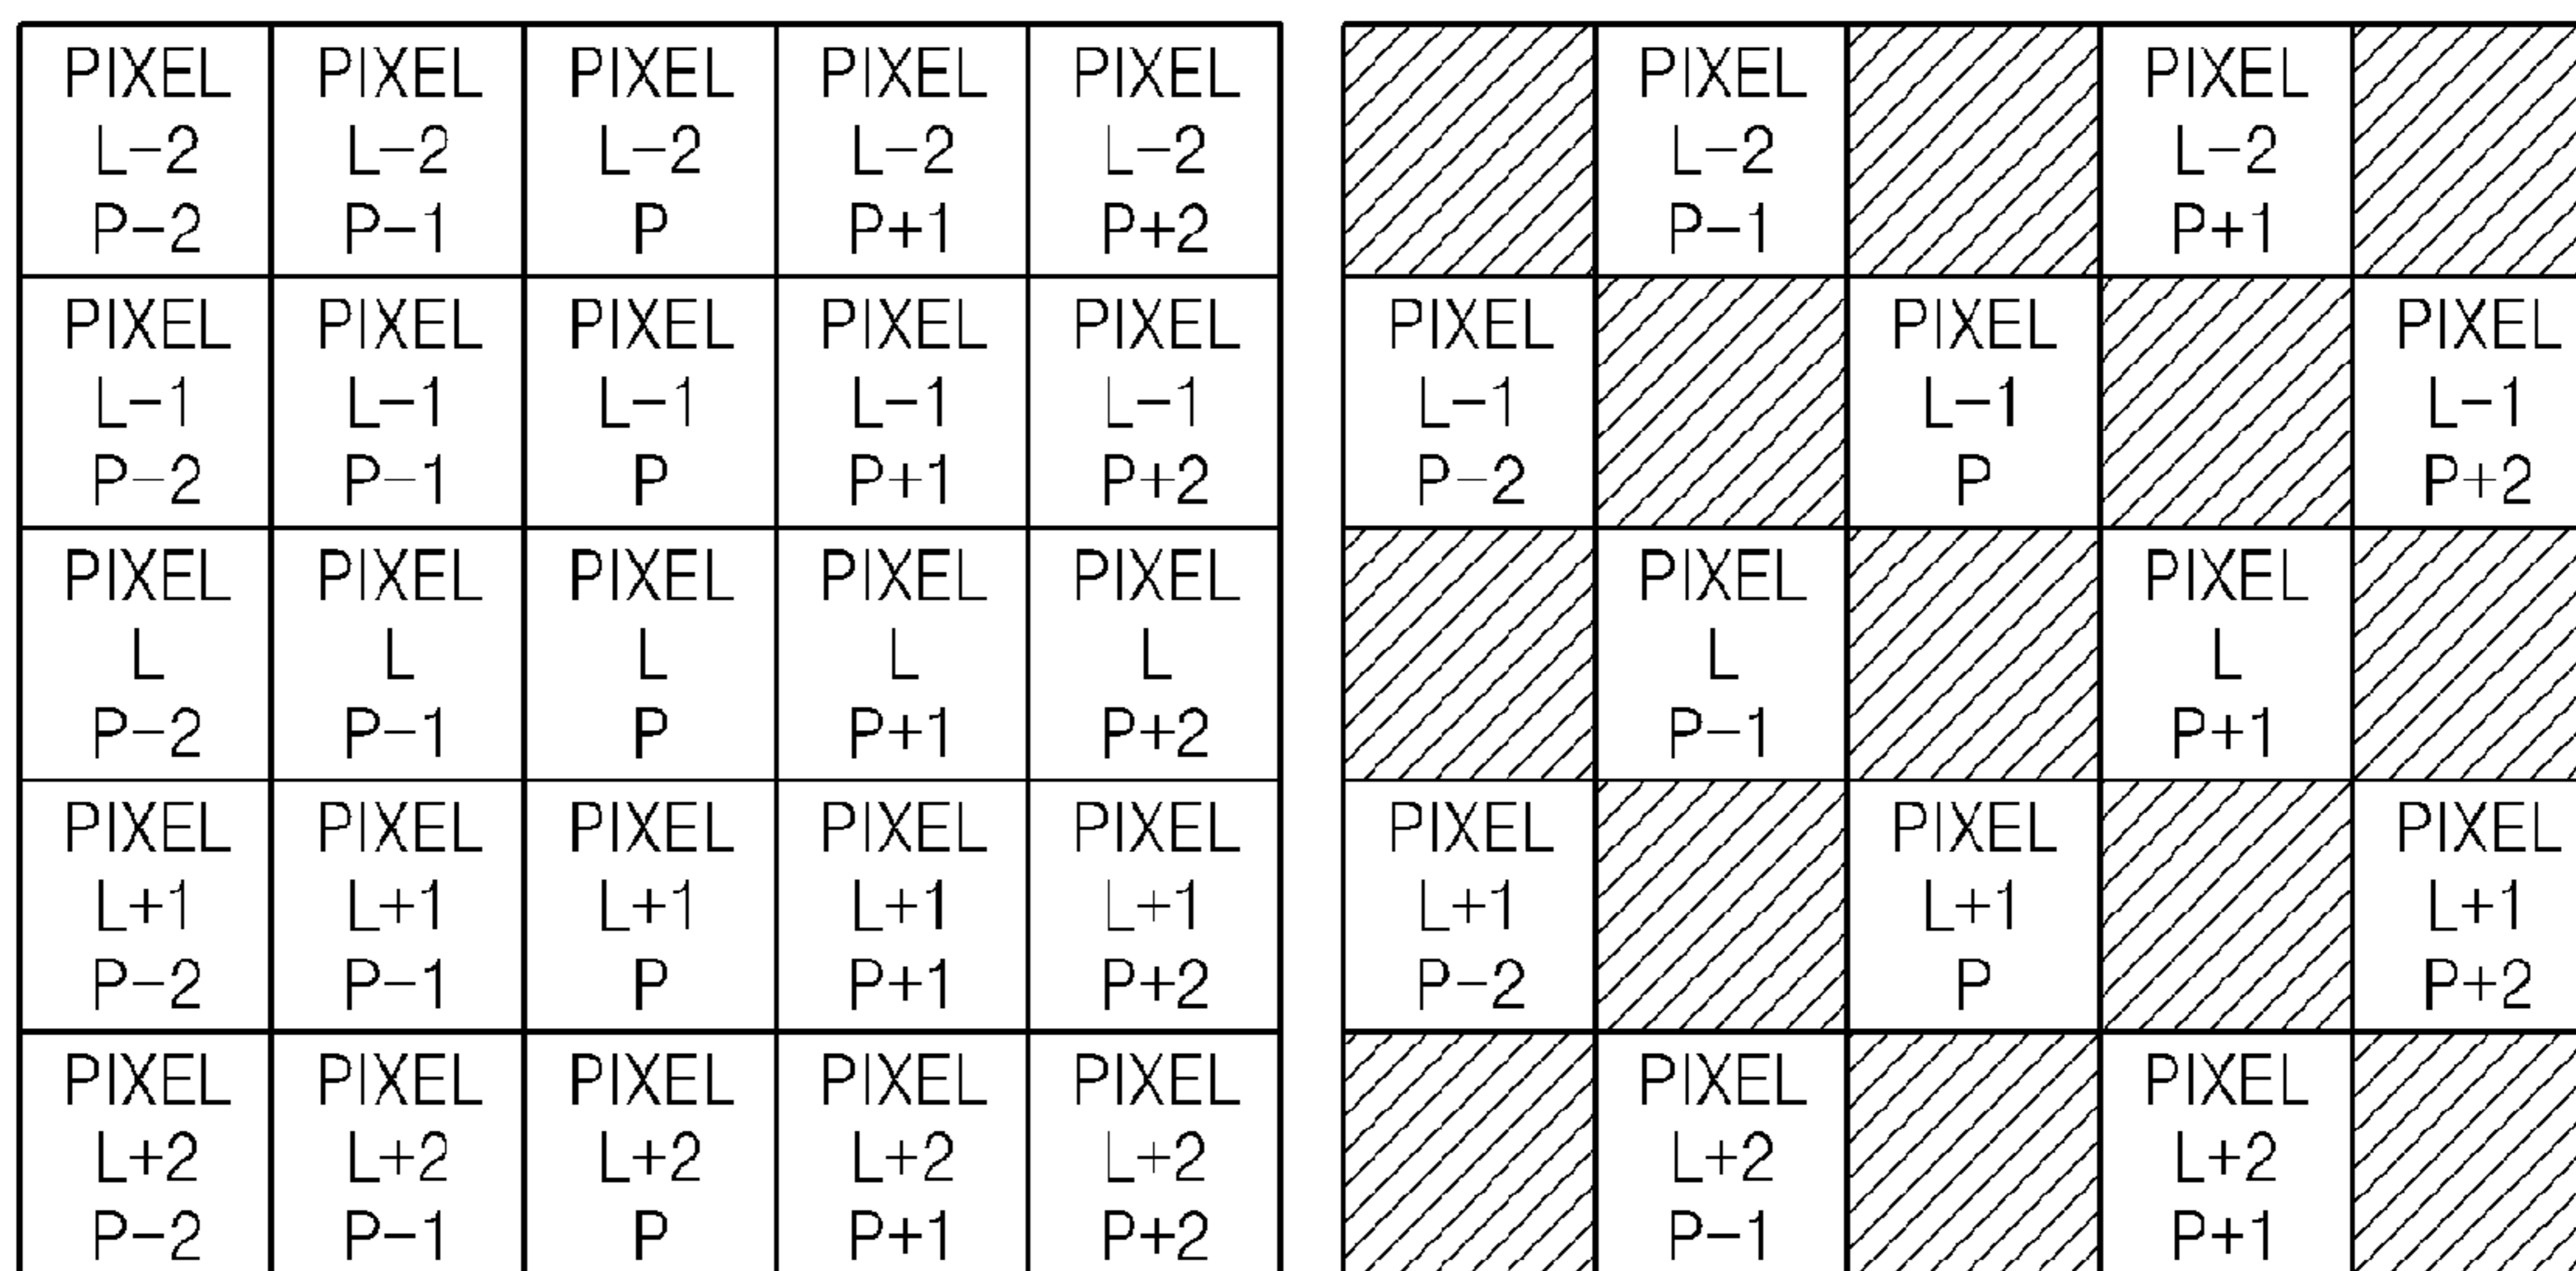 PIXEL PIXEL PIXEL PIXEL PIXEL
L-2 L-2 L-2 L-2 L-2
P-2 P-1 P P+1 P+2
PIXEL PIXEL PIXEL PIXEL PIXEL
L-1 L-1 L-1 L-1 L-1
P-2 P-1 P P+1 P+2
PIXEL PIXEL PIXEL PIXEL PIXEL
L L L L L
P-2 P-1 P P+1 P+2
PIXEL PIXEL PIXEL PIXEL PIXEL
L+1 L+1 L+1 L+1 L+1
P-2 P-1 P P+1 P+2
PIXEL PIXEL PIXEL PIXEL PIXEL
L+2 L+2 L+2 L+2 L+2
P-2 P-1 P P+1 P+2
PIXEL PIXEL
L-2 L-2
P-1 P+1
PIXEL PIXEL PIXEL
L-1 L-1 L-1
P-2 P P+2
PIXEL PIXEL
L L
P-1 P+1
PIXEL PIXEL PIXEL
L+1 L+1 L+1
P-2 P P+2
PIXEL PIXEL
L+2 L+2
P-1 P+1